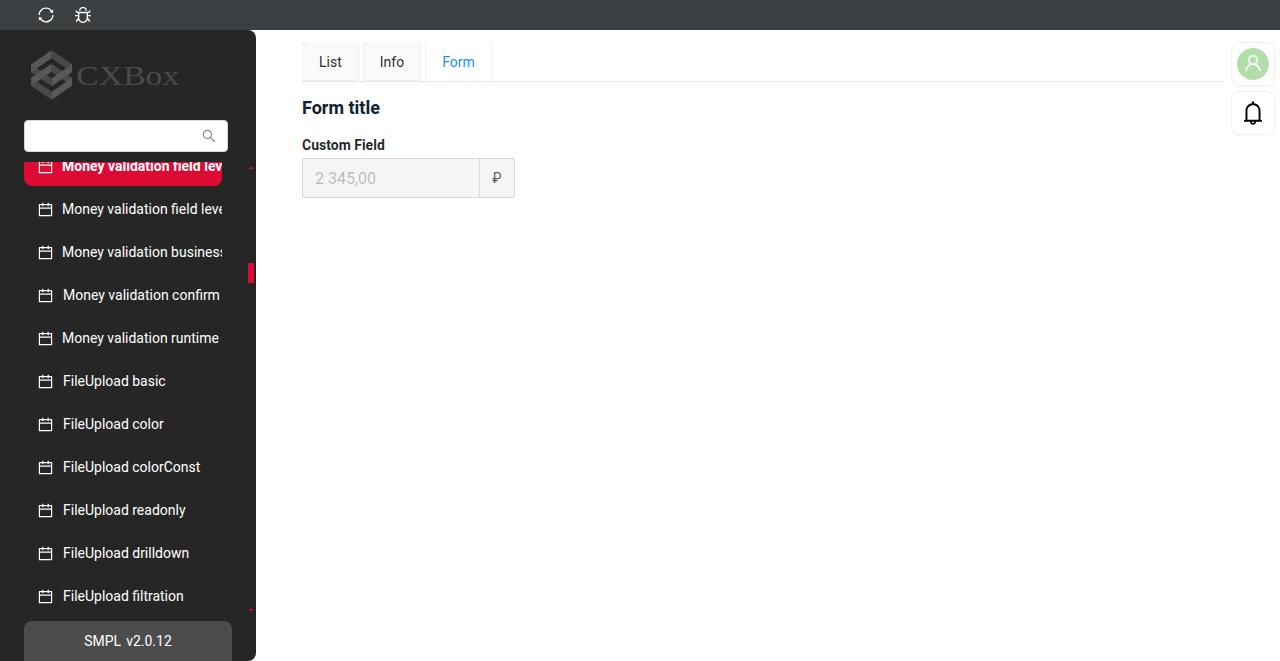 CXBox
List Info Form
Form title
Custom Field
2 345,00 ₽
Money validation field lev
Money validation field leve
Money validation business
Money validation confirm
Money validation runtime
FileUpload basic
FileUpload color
FileUpload colorConst
FileUpload readonly
FileUpload drilldown
FileUpload filtration
SMPL v2.0.12